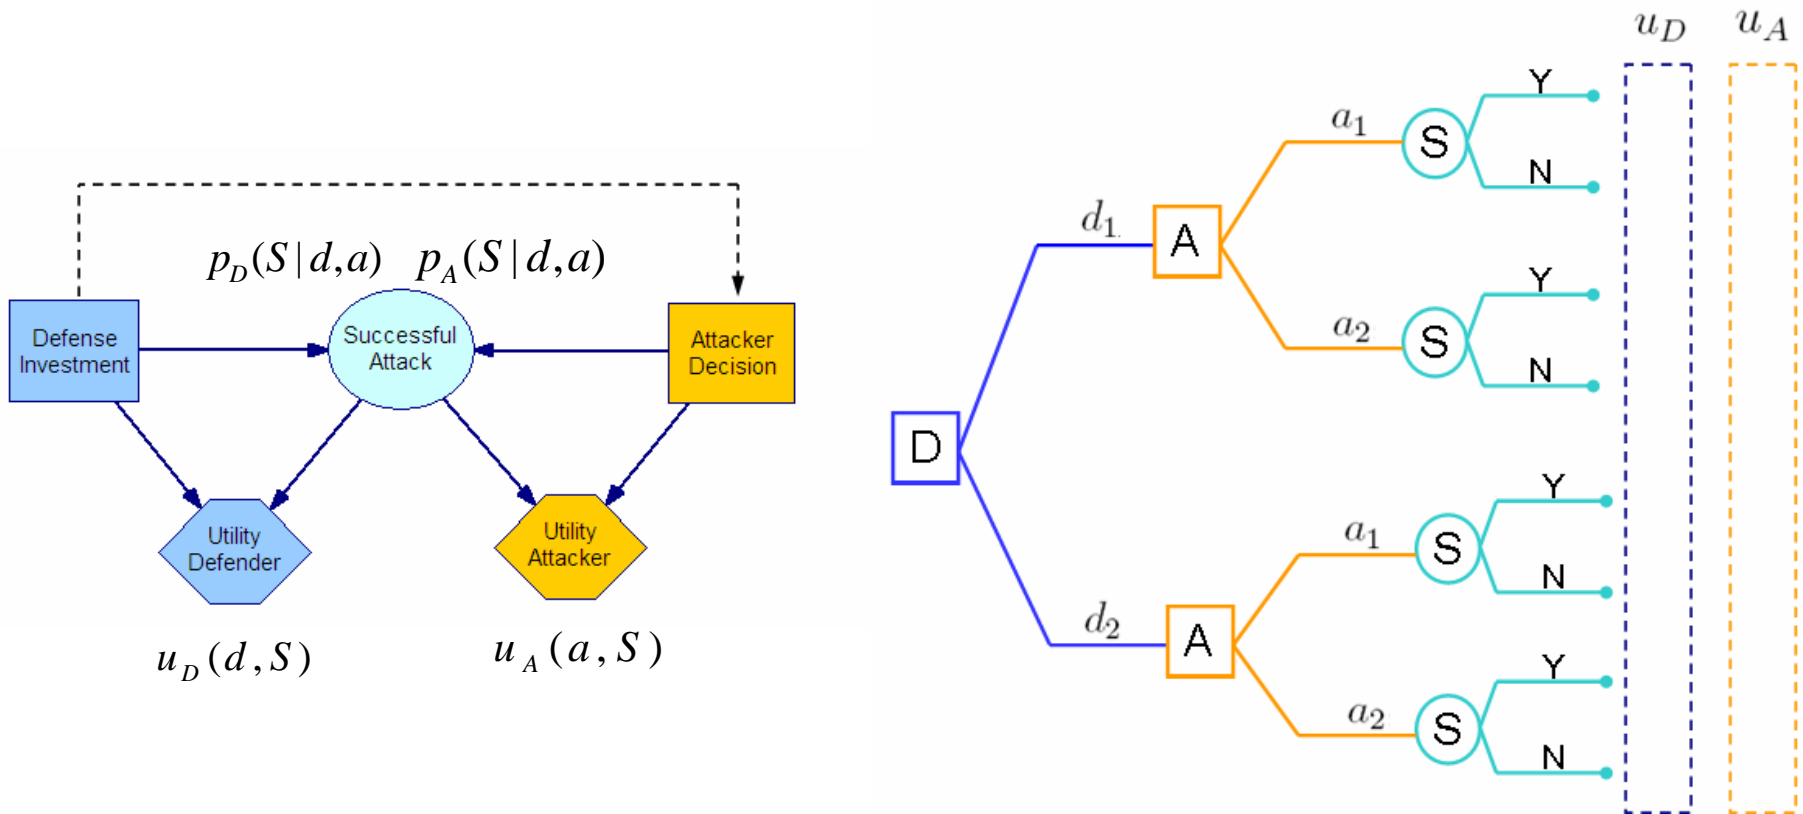 p_D(S|d,a) p_A(S|d,a)
Defense
Investment
Successful
Attack
Attacker
Decision
Utility
Defender
Utility
Attacker
u_D(d,S)
u_A(a,S)
u_D u_A
D
d_1
A
a_1
S
Y
N
a_2
S
Y
N
d_2
A
a_1
S
Y
N
a_2
S
Y
N